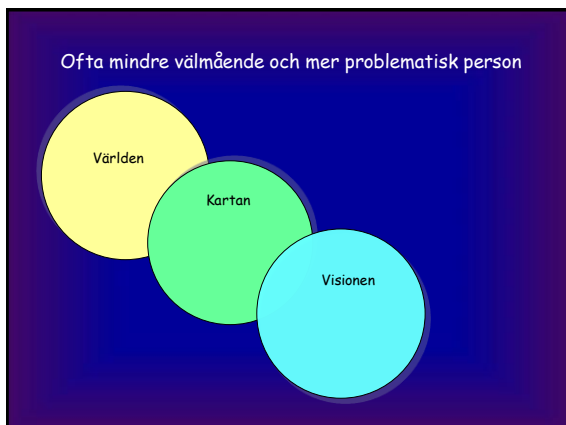 Ofta mindre välmående och mer problematisk person
Världen
Kartan
Visionen